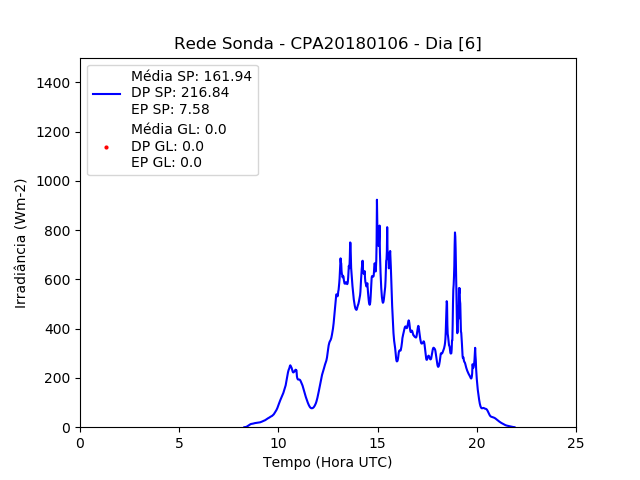 Rede Sonda - CPA20180106 - Dia [6]
Média SP: 161.94
DP SP: 216.84
EP SP: 7.58
Média GL: 0.0
DP GL: 0.0
EP GL: 0.0
Irradiância (Wm-2)
1400
1200
1000
800
600
400
200
0
0 5 10 15 20 25
Tempo (Hora UTC)